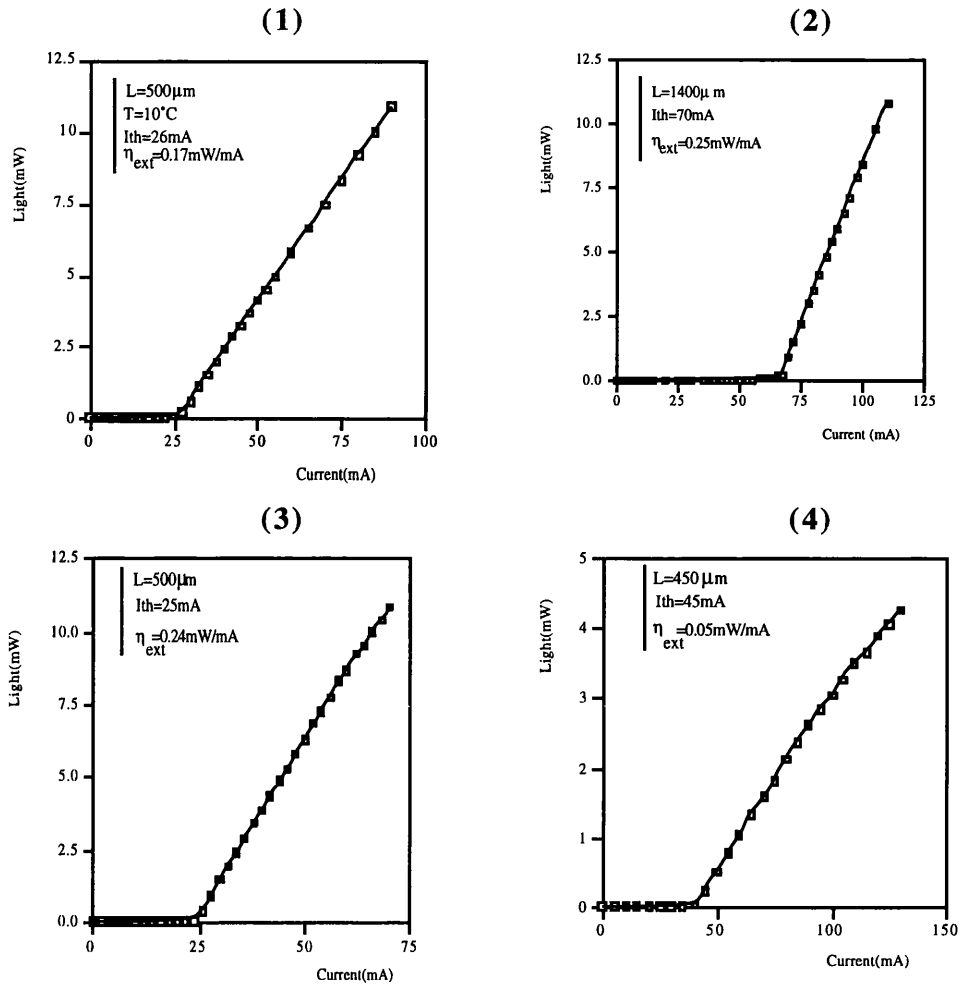 (1)
12.5
10
7.5
5
2.5
0
L=500μm
T=10°C
Ith=26mA
ηext=0.17mW/mA
Light(mW)
0 25 50 75 100
Current(mA)
(2)
12.5
10.0
7.5
5.0
2.5
0.0
L=1400μ m
Ith=70mA
ηext=0.25mW/mA
Light(mW)
0 25 50 75 100 125
Current (mA)
(3)
12.5
10.0
7.5
5.0
2.5
0.0
L=500μm
Ith=25mA
ηext=0.24mW/mA
Light(mW)
0 25 50 75
Current(mA)
(4)
5
4
3
2
1
0
L=450 μm
Ith=45mA
ηext=0.05mW/mA
Light(mW)
0 50 100 150
Current(mA)